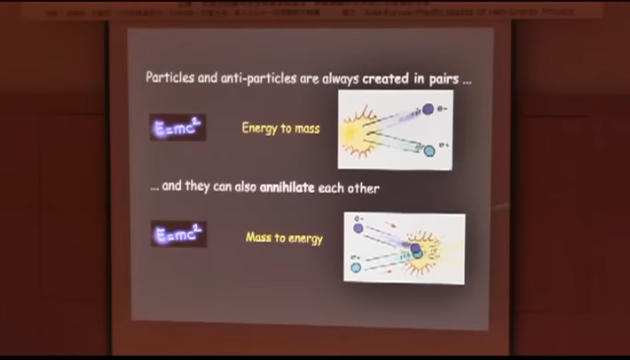 Particles and anti-particles are always created in pairs ...
E=mc²
Energy to mass
e-
e+
... and they can also annihilate each other
E=mc²
Mass to energy
e-
e+